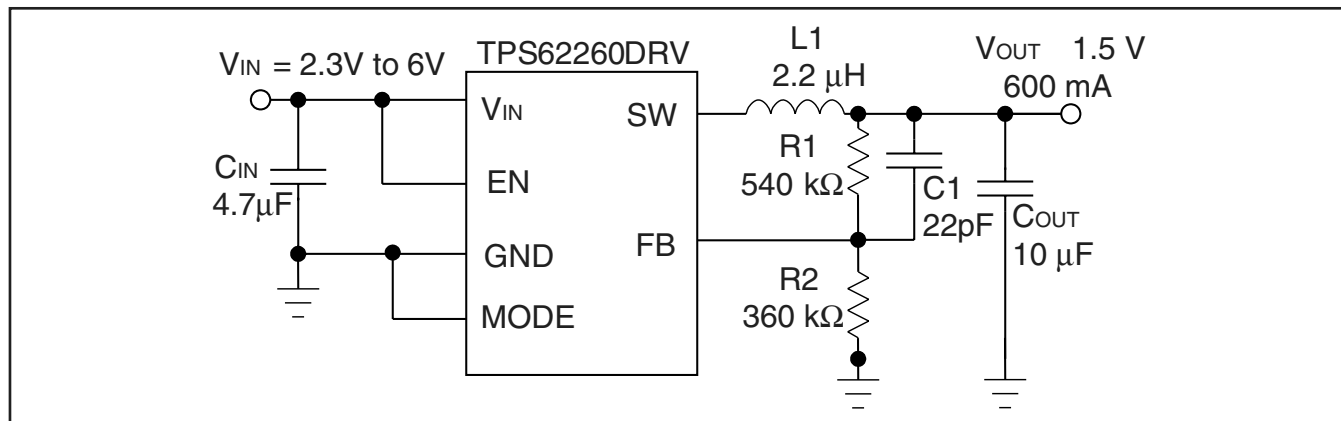 VIN = 2.3V to 6V
TPS62260DRV
L1
2.2 µH
VOUT 1.5 V
600 mA
VIN
SW
CIN
4.7µF
EN
R1
540 kΩ
C1
22pF
COUT
10 µF
GND
FB
MODE
R2
360 kΩ